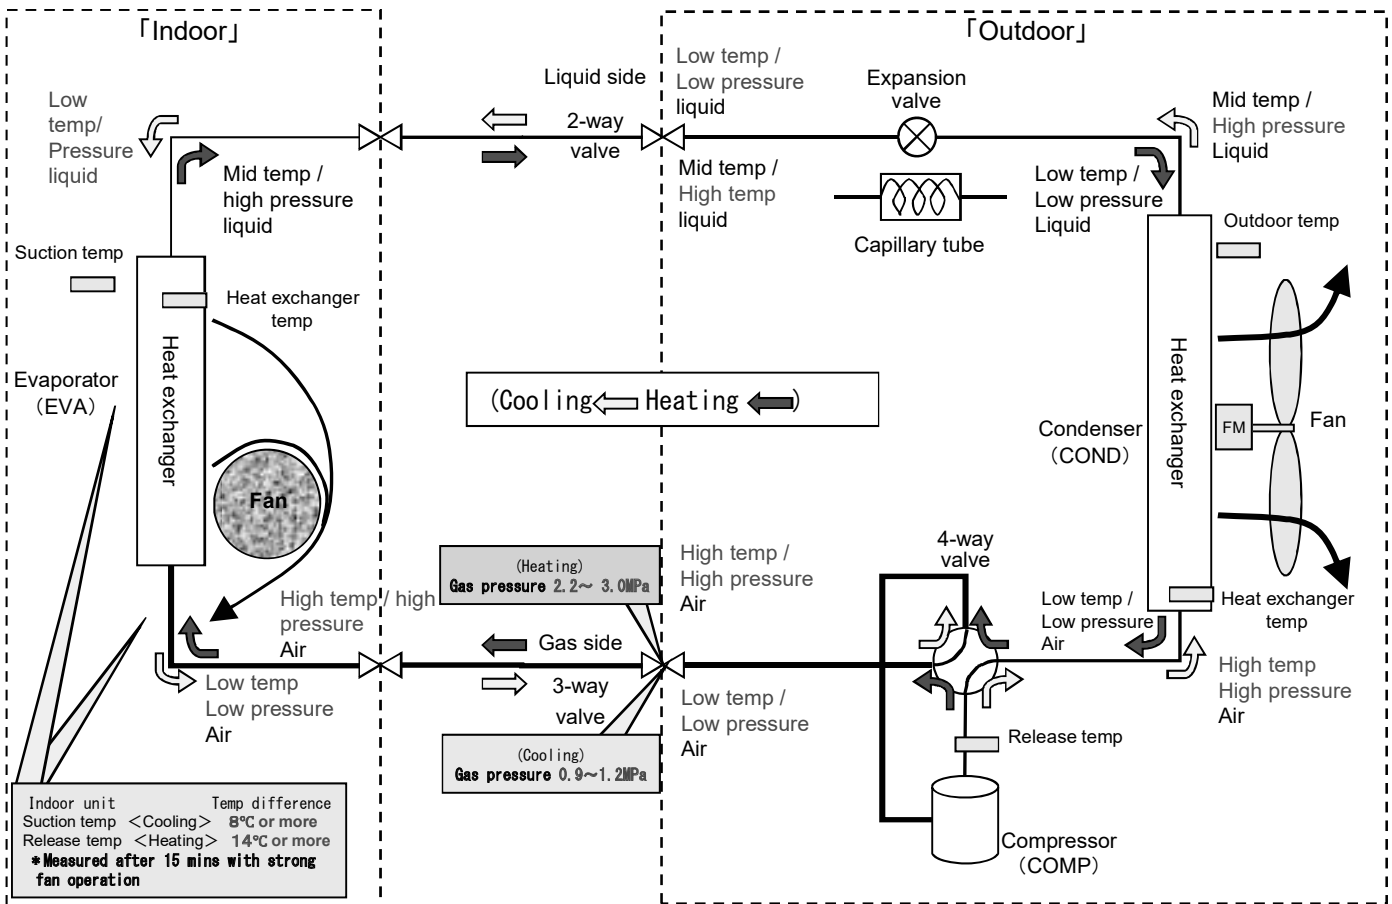 「Indoor」
「Outdoor」
Low
temp/
Pressure
liquid
Mid temp /
high pressure
liquid
Liquid side
2-way
valve
Low temp /
Low pressure
liquid
Mid temp /
High temp
liquid
Expansion
valve
Capillary tube
Mid temp /
High pressure
Liquid
Low temp /
Low pressure
Liquid
Suction temp
Heat exchanger
temp
Heat exchanger
Evaporator
（EVA）
Fan
(Cooling Heating )
Outdoor temp
Heat exchanger
FM
Fan
Condenser
（COND）
Heat exchanger
temp
(Heating)
Gas pressure 2.2～ 3.0MPa
High temp / high
pressure
Air
Gas side
3-way
valve
Low temp
Low pressure
Air
High temp /
High pressure
Air
Low temp /
Low pressure
Air
4-way
valve
Low temp /
Low pressure
Air
High temp
High pressure
Air
(Cooling)
Gas pressure 0.9～1.2MPa
Release temp
Compressor
（COMP）
Indoor unit Temp difference
Suction temp ＜Cooling＞ 8℃ or more
Release temp ＜Heating＞ 14℃ or more
*Measured after 15 mins with strong
fan operation